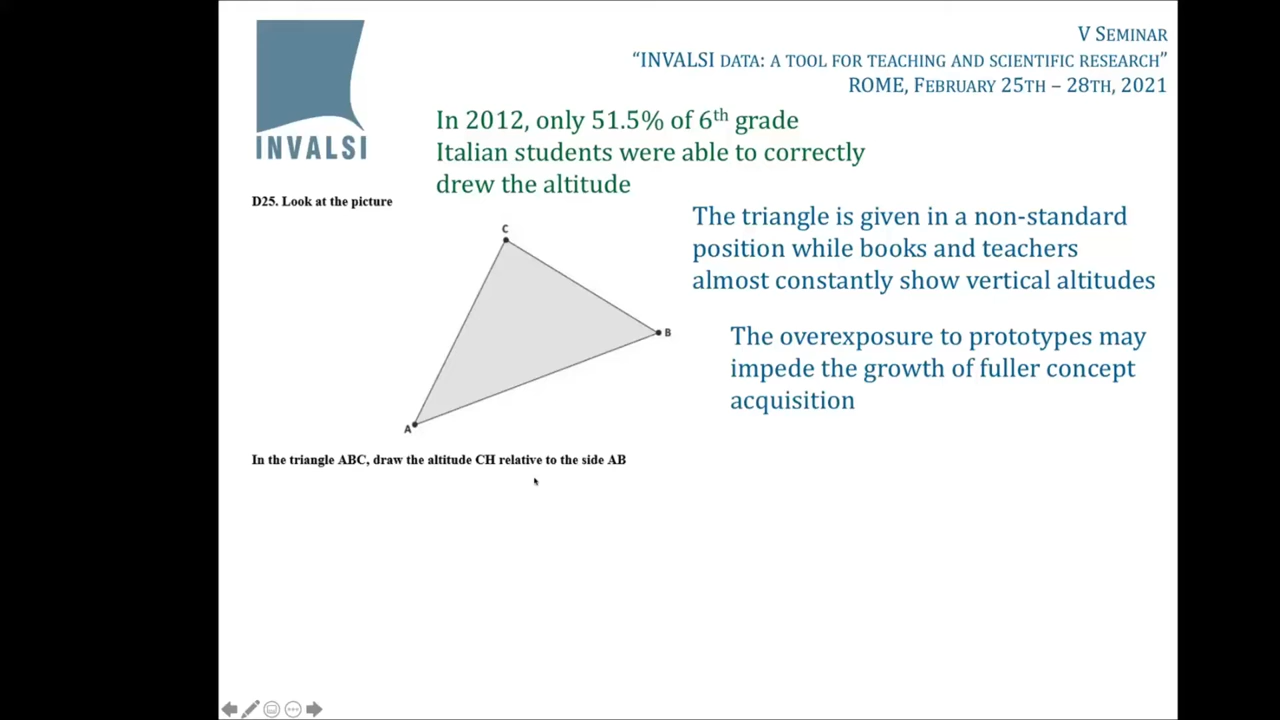 INVALSI
V SEMINAR
“INVALSI DATA: A TOOL FOR TEACHING AND SCIENTIFIC RESEARCH”
ROME, FEBRUARY 25TH – 28TH, 2021
In 2012, only 51.5% of 6th grade
Italian students were able to correctly
drew the altitude
D25. Look at the picture
The triangle is given in a non-standard
position while books and teachers
almost constantly show vertical altitudes
C
B
The overexposure to prototypes may
impede the growth of fuller concept
acquisition
A
In the triangle ABC, draw the altitude CH relative to the side AB